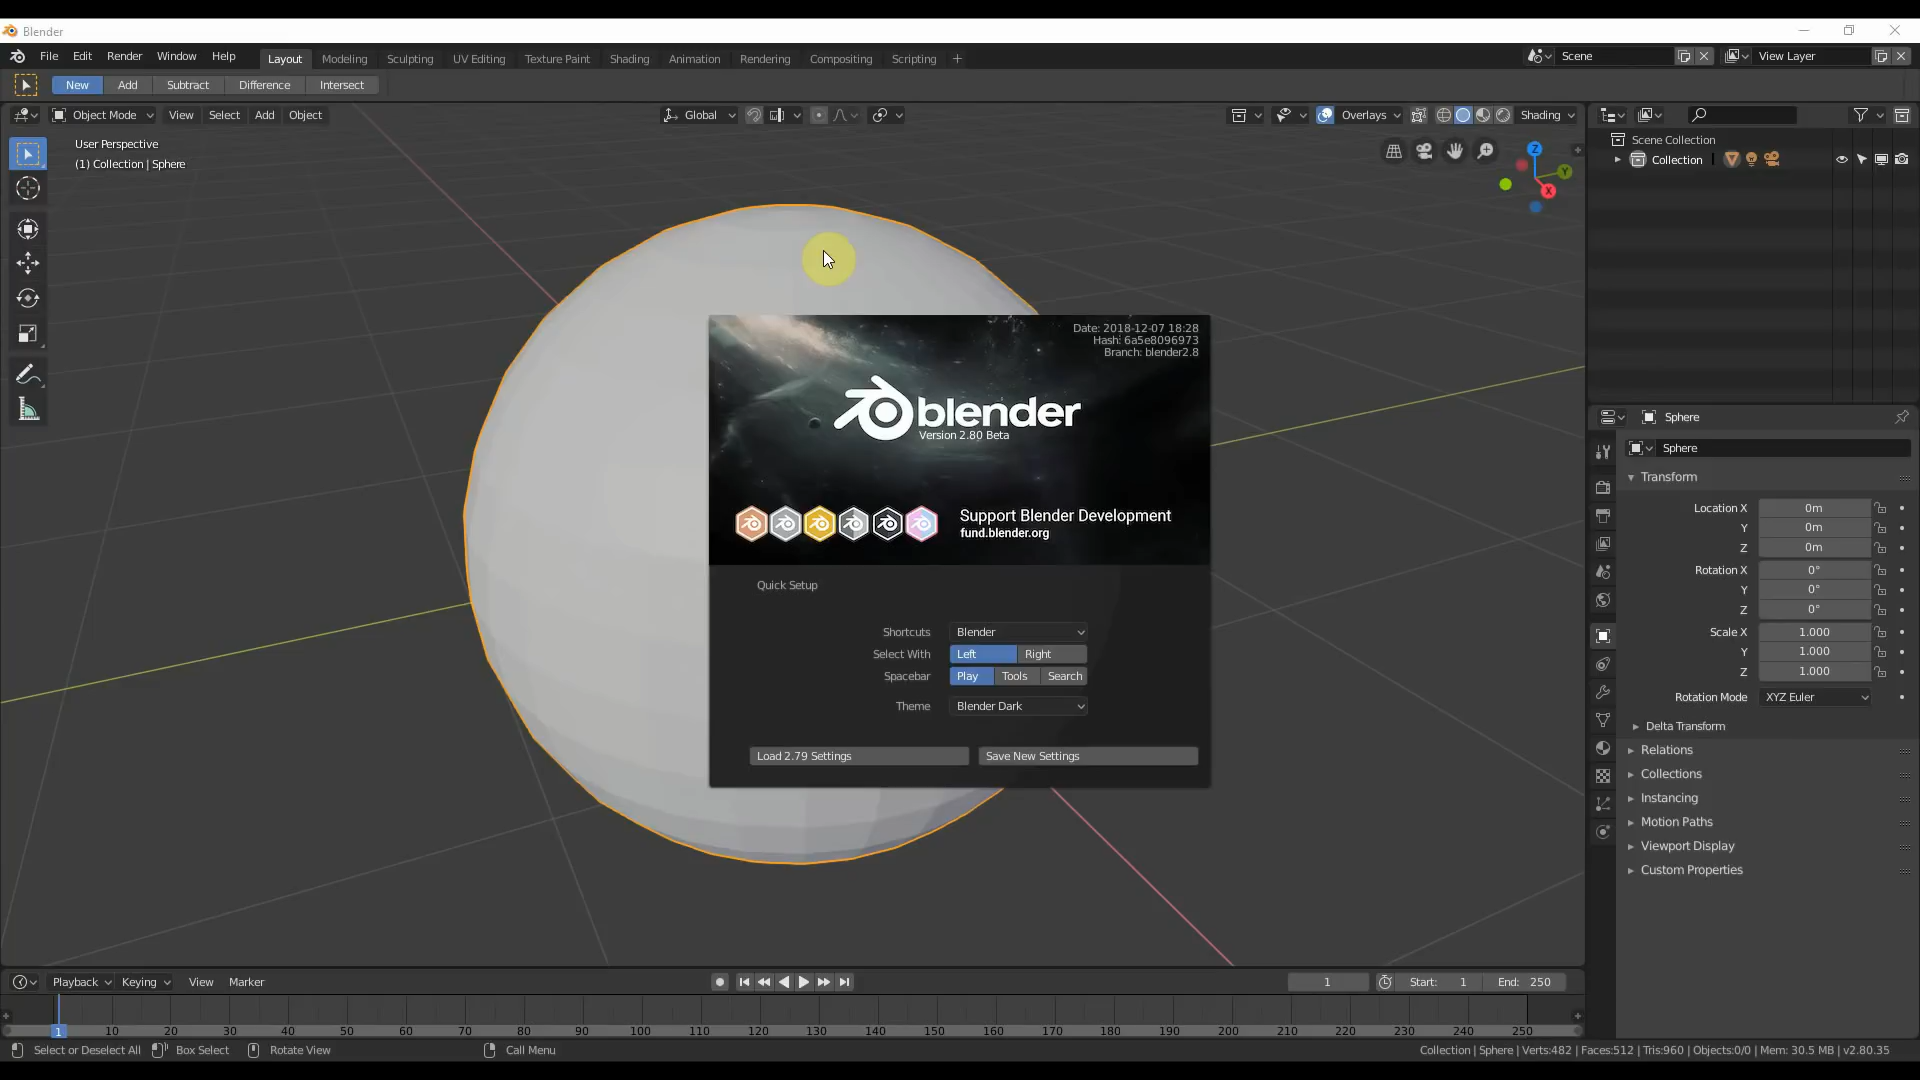 Blender
File Edit Render Window Help Layout Modeling Sculpting UV Editing Texture Paint Shading Animation Rendering Compositing Scripting + Scene View Layer
New Add Subtract Difference Intersect
Object Mode View Select Add Object Global Overlays Shading
User Perspective
(1) Collection | Sphere
Z
Y
X
Scene Collection
Collection
Date: 2018-12-07 18:28
Hash: 6a5e8096973
Branch: blender2.8
blender
Version 2.80 Beta
Support Blender Development
fund.blender.org
Quick Setup
Shortcuts Blender
Select With Left Right
Spacebar Play Tools Search
Theme Blender Dark
Load 2.79 Settings Save New Settings
Sphere
Sphere
Transform
Location X 0m
Y 0m
Z 0m
Rotation X 0°
Y 0°
Z 0°
Scale X 1.000
Y 1.000
Z 1.000
Rotation Mode XYZ Euler
Delta Transform
Relations
Collections
Instancing
Motion Paths
Viewport Display
Custom Properties
Playback Keying View Marker 1 Start: 1 End: 250
1 10 20 30 40 50 60 70 80 90 100 110 120 130 140 150 160 170 180 190 200 210 220 230 240 250
Select or Deselect All Box Select Rotate View Call Menu Collection | Sphere | Verts:482 | Faces:512 | Tris:960 | Objects:0/0 | Mem: 30.5 MB | v2.80.35